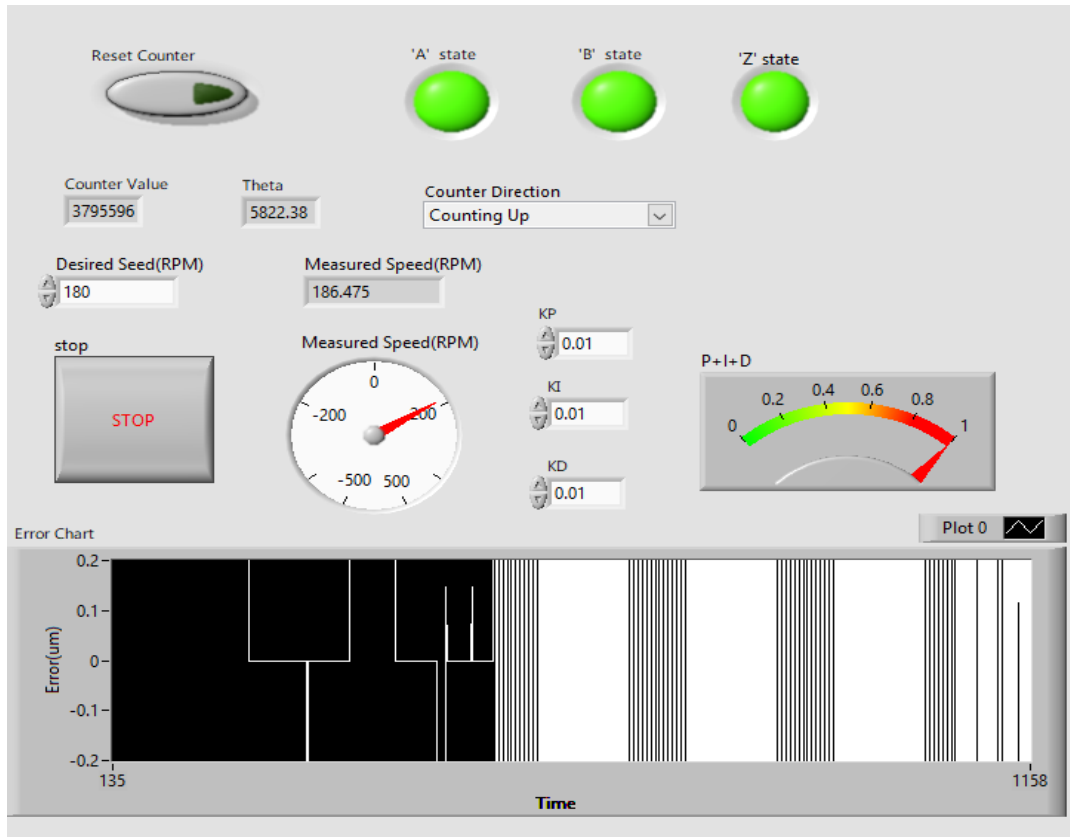 Reset Counter
'A' state
'B' state
'Z' state
Counter Value
3795596
Theta
5822.38
Counter Direction
Counting Up
Desired Seed(RPM)
180
Measured Speed(RPM)
186.475
stop
STOP
Measured Speed(RPM)
0
-200
200
-500
500
KP
0.01
KI
0.01
KD
0.01
P+I+D
0
0.2
0.4
0.6
0.8
1
Error Chart
Plot 0
Error(um)
0.2
0.1
0
-0.1
-0.2
135
1158
Time